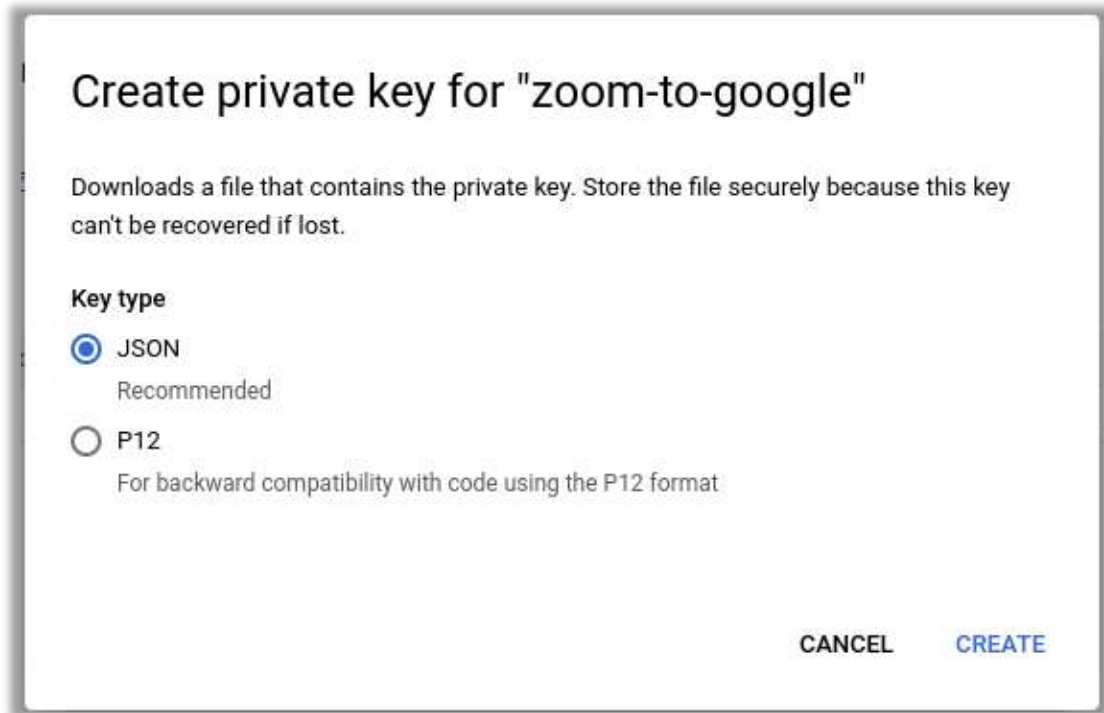 Create private key for "zoom-to-google"
Downloads a file that contains the private key. Store the file securely because this key
can't be recovered if lost.
Key type
JSON
Recommended
P12
For backward compatibility with code using the P12 format
CANCEL CREATE